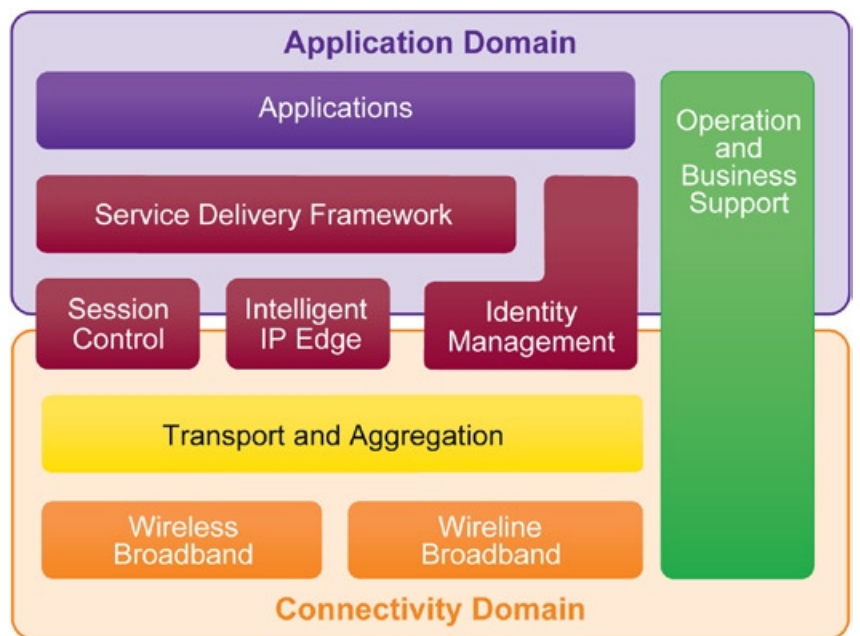 Application Domain
Applications
Operation
and
Business
Support
Service Delivery Framework
Session
Control
Intelligent
IP Edge
Identity
Management
Transport and Aggregation
Wireless
Broadband
Wireline
Broadband
Connectivity Domain